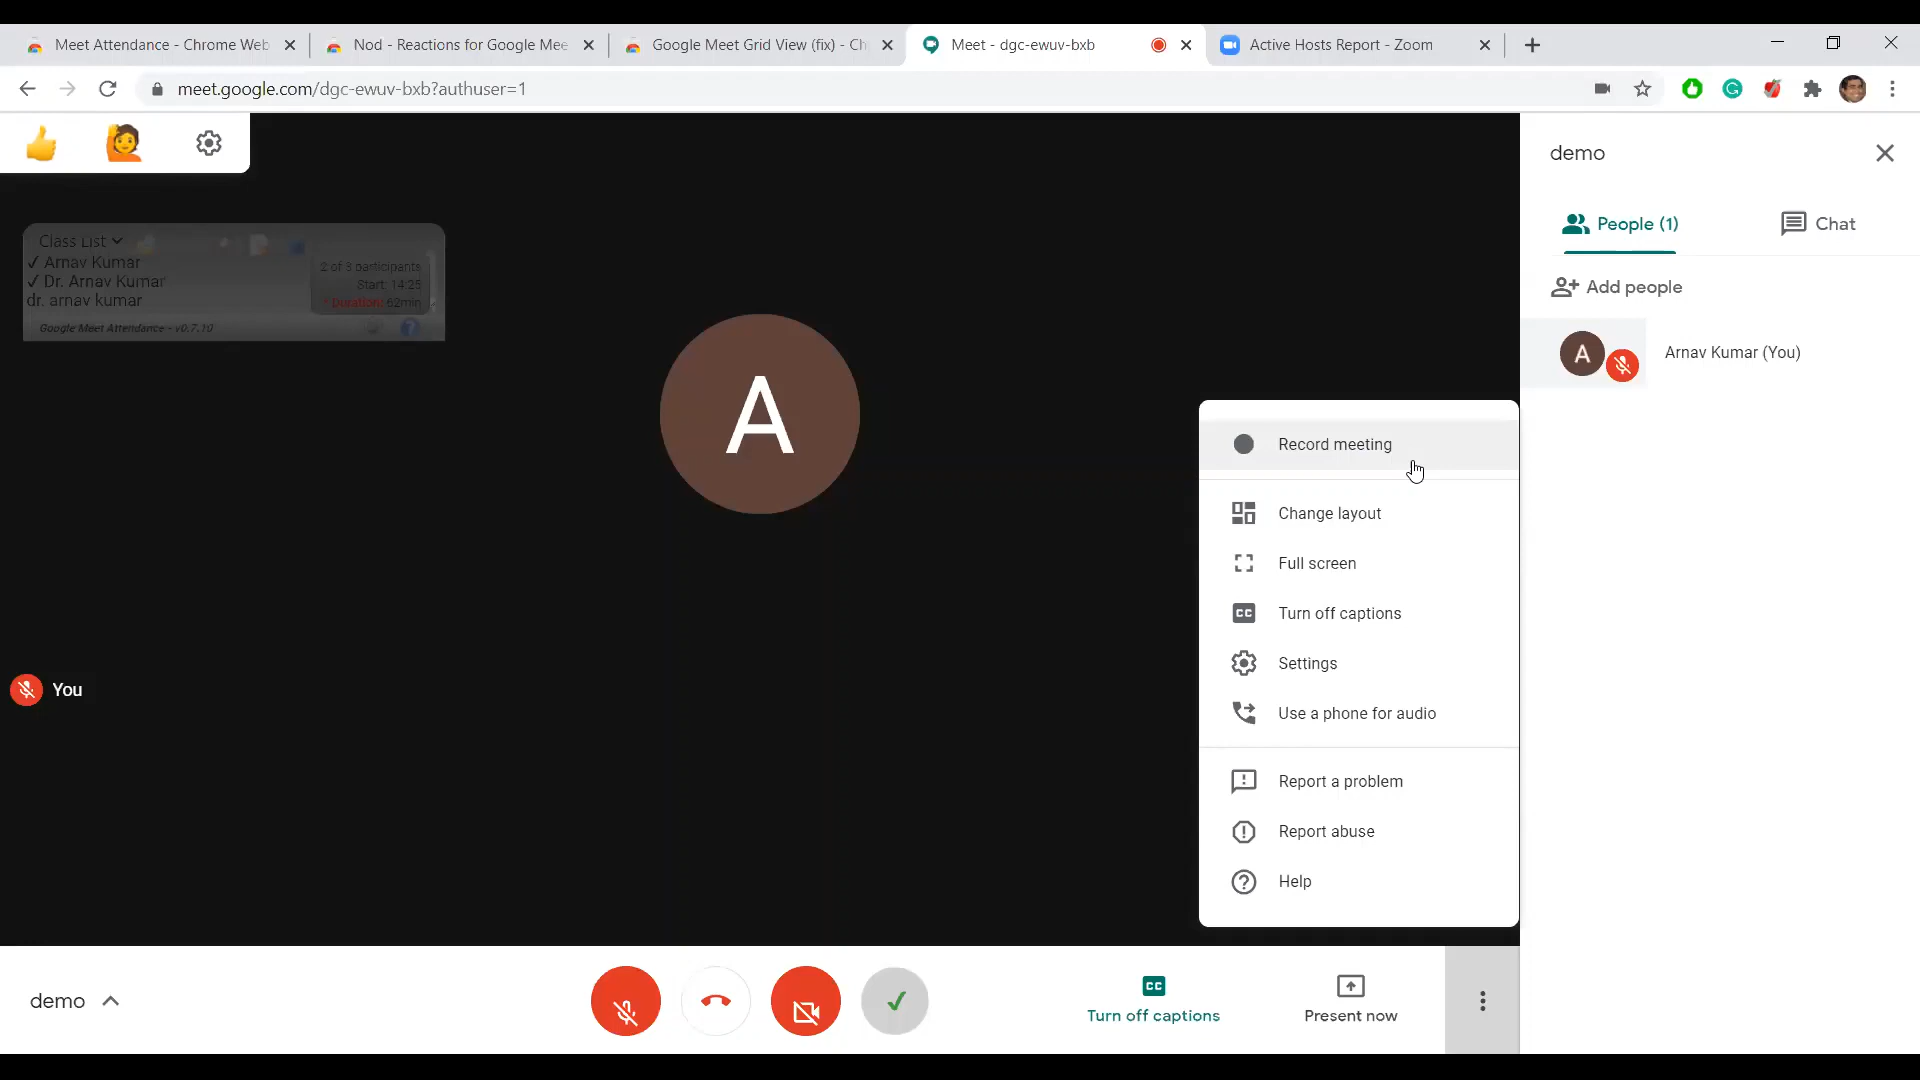 Meet Attendance - Chrome Web
Nod - Reactions for Google Mee
Google Meet Grid View (fix) - Ch
Meet - dgc-ewuv-bxb
Active Hosts Report - Zoom
meet.google.com/dgc-ewuv-bxb?authuser=1
Class List
✓ Arnav Kumar
✓ Dr. Arnav Kumar
dr. arnav kumar
2 of 3 participants
Start: 14:25
* Duration: 62min
Google Meet Attendance - v0.7.10
A
You
Record meeting
Change layout
Full screen
CC Turn off captions
Settings
Use a phone for audio
Report a problem
Report abuse
Help
demo
People (1)
Chat
Add people
A
Arnav Kumar (You)
demo
CC
Turn off captions
Present now